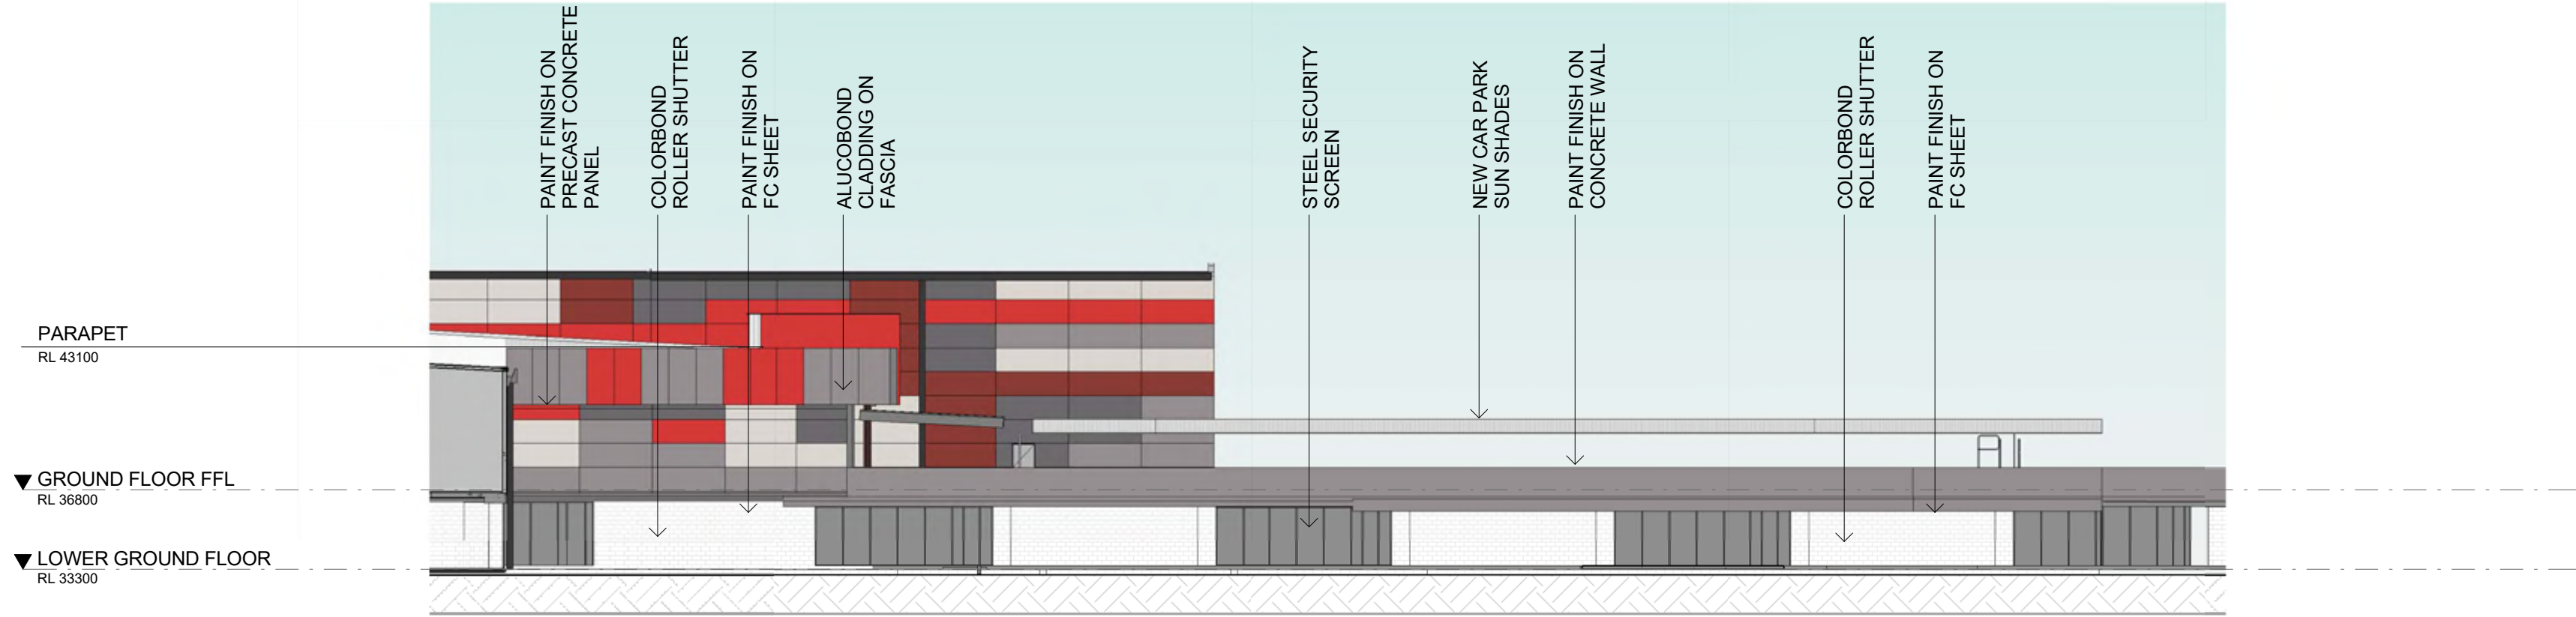 PAINT FINISH ON
PRECAST CONCRETE
PANEL
COLORBOND
ROLLER SHUTTER
PAINT FINISH ON
FC SHEET
ALUCOBOND
CLADDING ON
FASCIA
STEEL SECURITY
SCREEN
NEW CAR PARK
SUN SHADES
PAINT FINISH ON
CONCRETE WALL
COLORBOND
ROLLER SHUTTER
PAINT FINISH ON
FC SHEET
PARAPET
RL 43100
GROUND FLOOR FFL
RL 36800
LOWER GROUND FLOOR
RL 33300